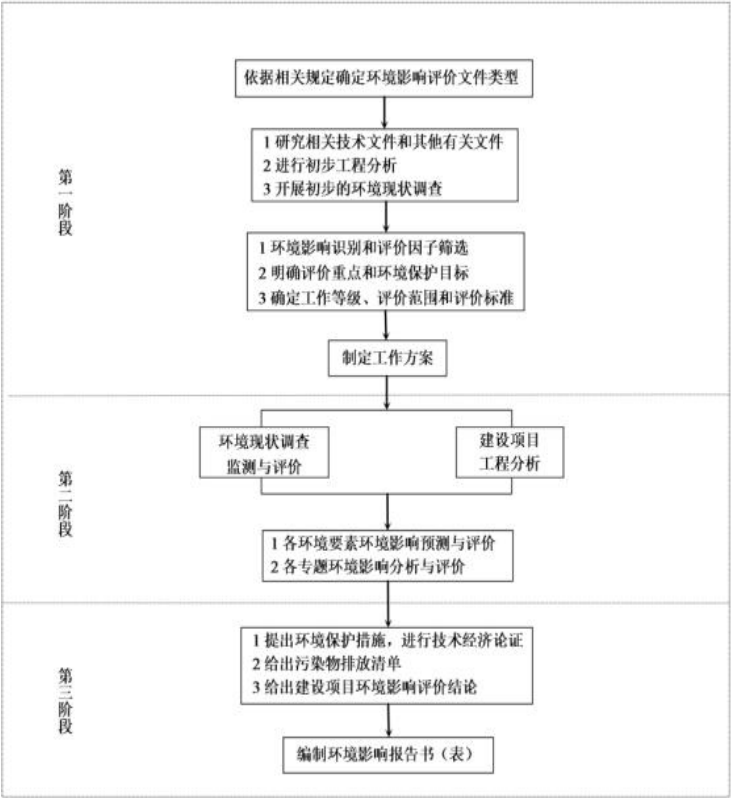 依据相关规定确定环境影响评价文件类型
1 研究相关技术文件和其他有关文件
2 进行初步工程分析
3 开展初步的环境现状调查
第一阶段
1 环境影响识别和评价因子筛选
2 明确评价重点和环境保护目标
3 确定工作等级、评价范围和评价标准
制定工作方案
环境现状调查
监测与评价
建设项目
工程分析
第二阶段
1 各环境要素环境影响预测与评价
2 各专题环境影响分析与评价
1 提出环境保护措施，进行技术经济论证
2 给出污染物排放清单
3 给出建设项目环境影响评价结论
第三阶段
编制环境影响报告书（表）